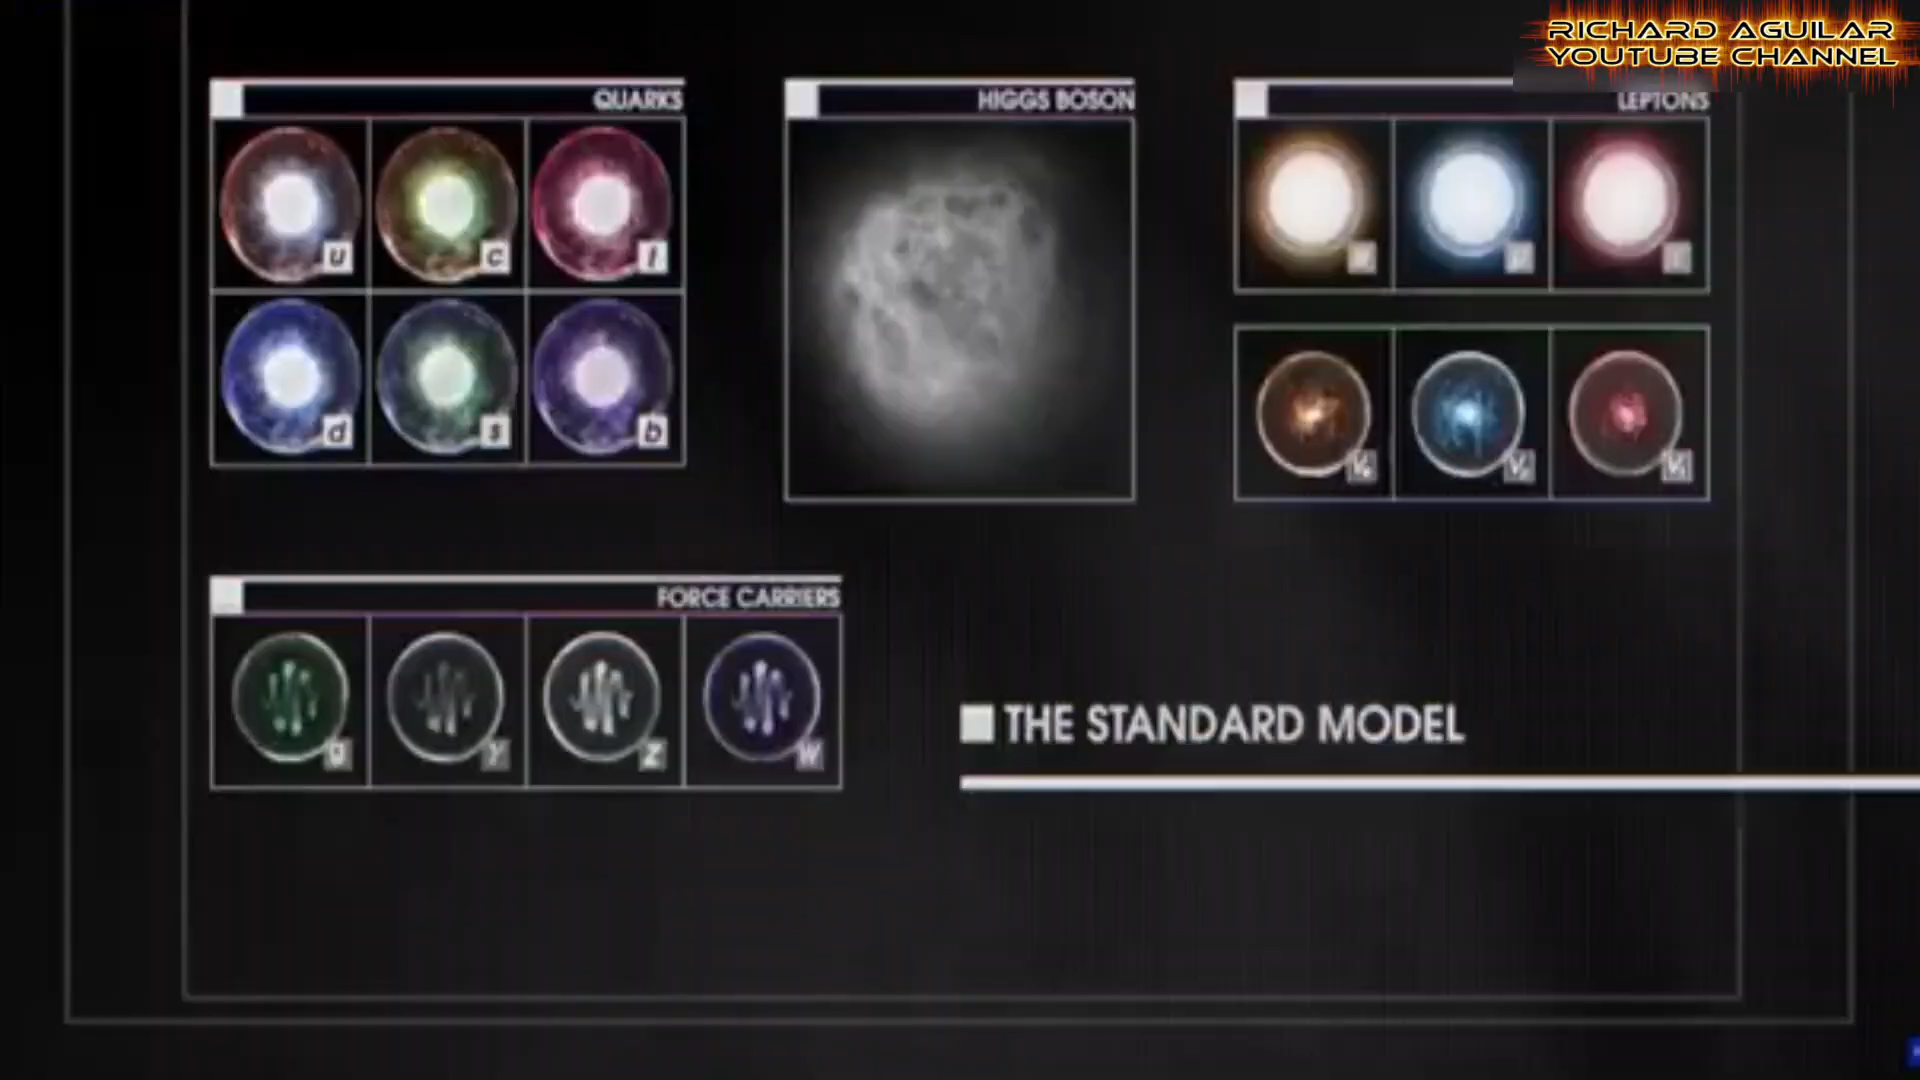 RICHARD AGUILAR
YOUTUBE CHANNEL
QUARKS
u c t
d s b
HIGGS BOSON
LEPTONS
FORCE CARRIERS
g γ Z W
THE STANDARD MODEL